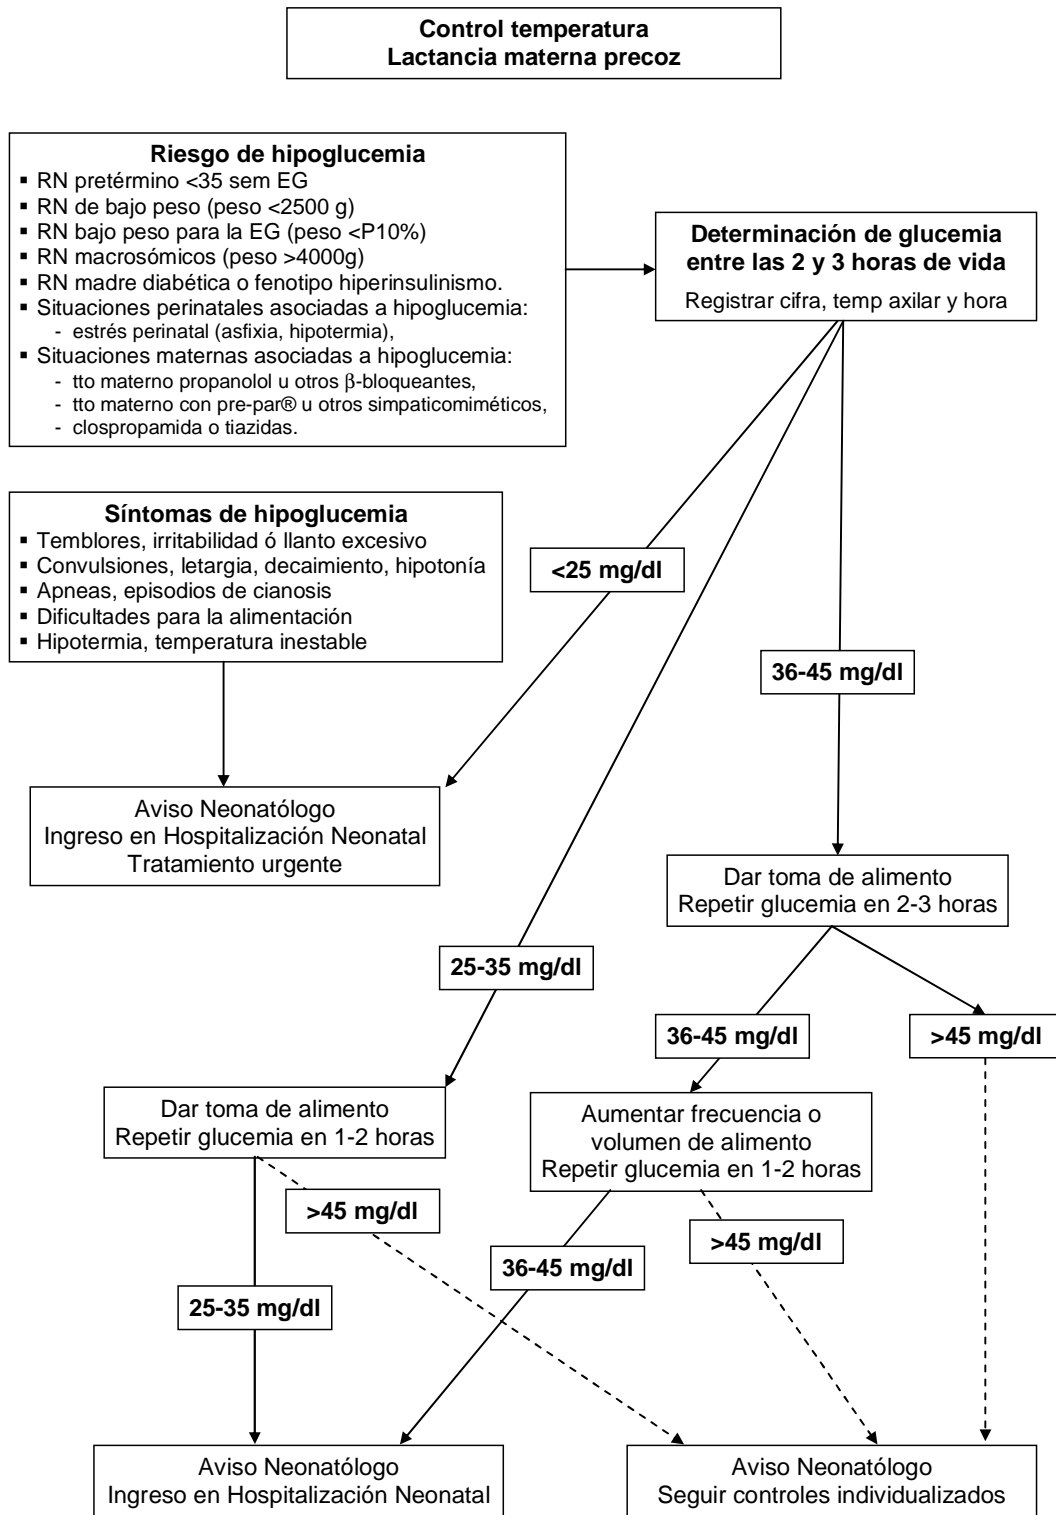 Control temperatura
Lactancia materna precoz
Riesgo de hipoglucemia
▪ RN pretérmino <35 sem EG
▪ RN de bajo peso (peso <2500 g)
▪ RN bajo peso para la EG (peso <P10%)
▪ RN macrosómicos (peso >4000g)
▪ RN madre diabética o fenotipo hiperinsulinismo.
▪ Situaciones perinatales asociadas a hipoglucemia:
- estrés perinatal (asfixia, hipotermia),
▪ Situaciones maternas asociadas a hipoglucemia:
- tto materno propanolol u otros β-bloqueantes,
- tto materno con pre-par® u otros simpaticomiméticos,
- clospropamida o tiazidas.
Determinación de glucemia
entre las 2 y 3 horas de vida
Registrar cifra, temp axilar y hora
Síntomas de hipoglucemia
▪ Temblores, irritabilidad ó llanto excesivo
▪ Convulsiones, letargia, decaimiento, hipotonía
▪ Apneas, episodios de cianosis
▪ Dificultades para la alimentación
▪ Hipotermia, temperatura inestable
<25 mg/dl
36-45 mg/dl
Aviso Neonatólogo
Ingreso en Hospitalización Neonatal
Tratamiento urgente
Dar toma de alimento
Repetir glucemia en 2-3 horas
25-35 mg/dl
36-45 mg/dl
>45 mg/dl
Dar toma de alimento
Repetir glucemia en 1-2 horas
Aumentar frecuencia o
volumen de alimento
Repetir glucemia en 1-2 horas
>45 mg/dl
>45 mg/dl
36-45 mg/dl
25-35 mg/dl
Aviso Neonatólogo
Ingreso en Hospitalización Neonatal
Aviso Neonatólogo
Seguir controles individualizados